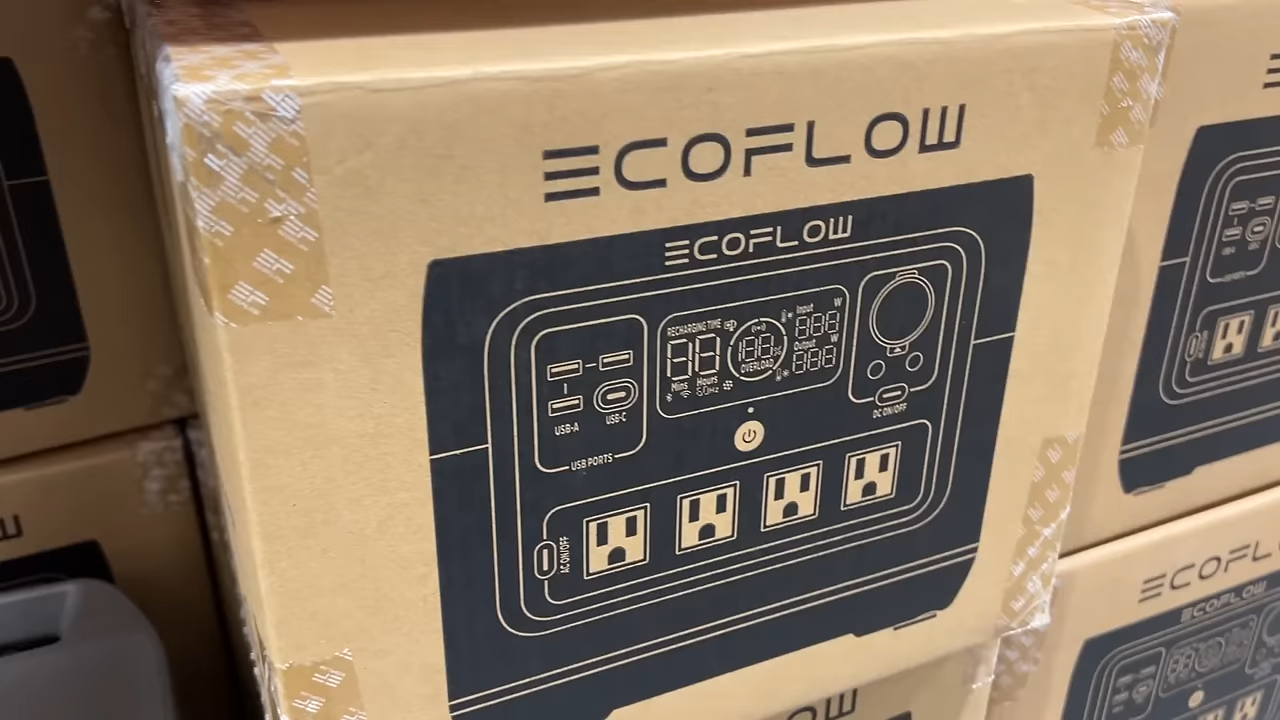 ECOFLOW
ECOFLOW
RECHARGING TIME
88
Mins Hours
60Hz
188%
OVERLOAD
Input W
888
Output W
888
USB-A
USB-C
USB PORTS
DC ON/OFF
AC ON/OFF
ECOFLOW
ECOFLOW